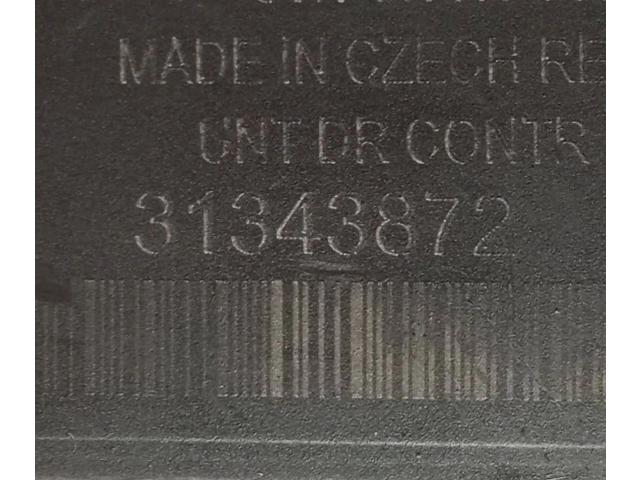 MADE IN CZECH RE
UNT DR CONTR
31343872